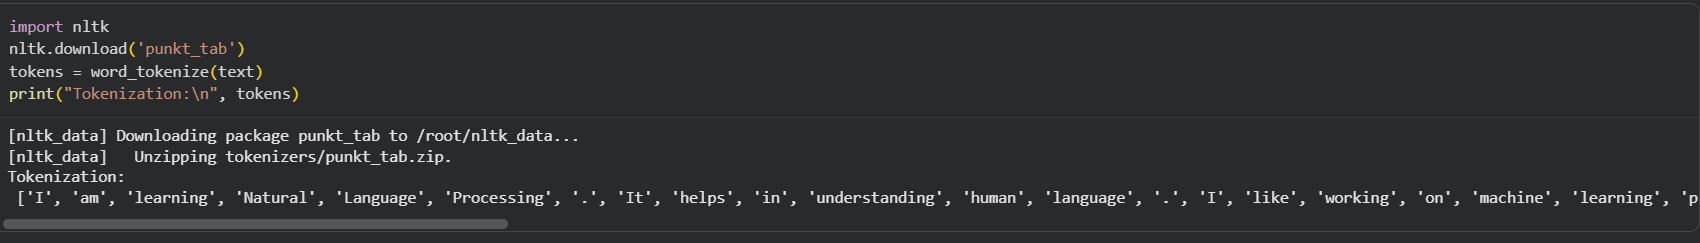 import nltk
nltk.download('punkt_tab')
tokens = word_tokenize(text)
print("Tokenization:\n", tokens)
[nltk_data] Downloading package punkt_tab to /root/nltk_data...
[nltk_data]   Unzipping tokenizers/punkt_tab.zip.
Tokenization:
 ['I', 'am', 'learning', 'Natural', 'Language', 'Processing', '.', 'It', 'helps', 'in', 'understanding', 'human', 'language', '.', 'I', 'like', 'working', 'on', 'machine', 'learning', 'p